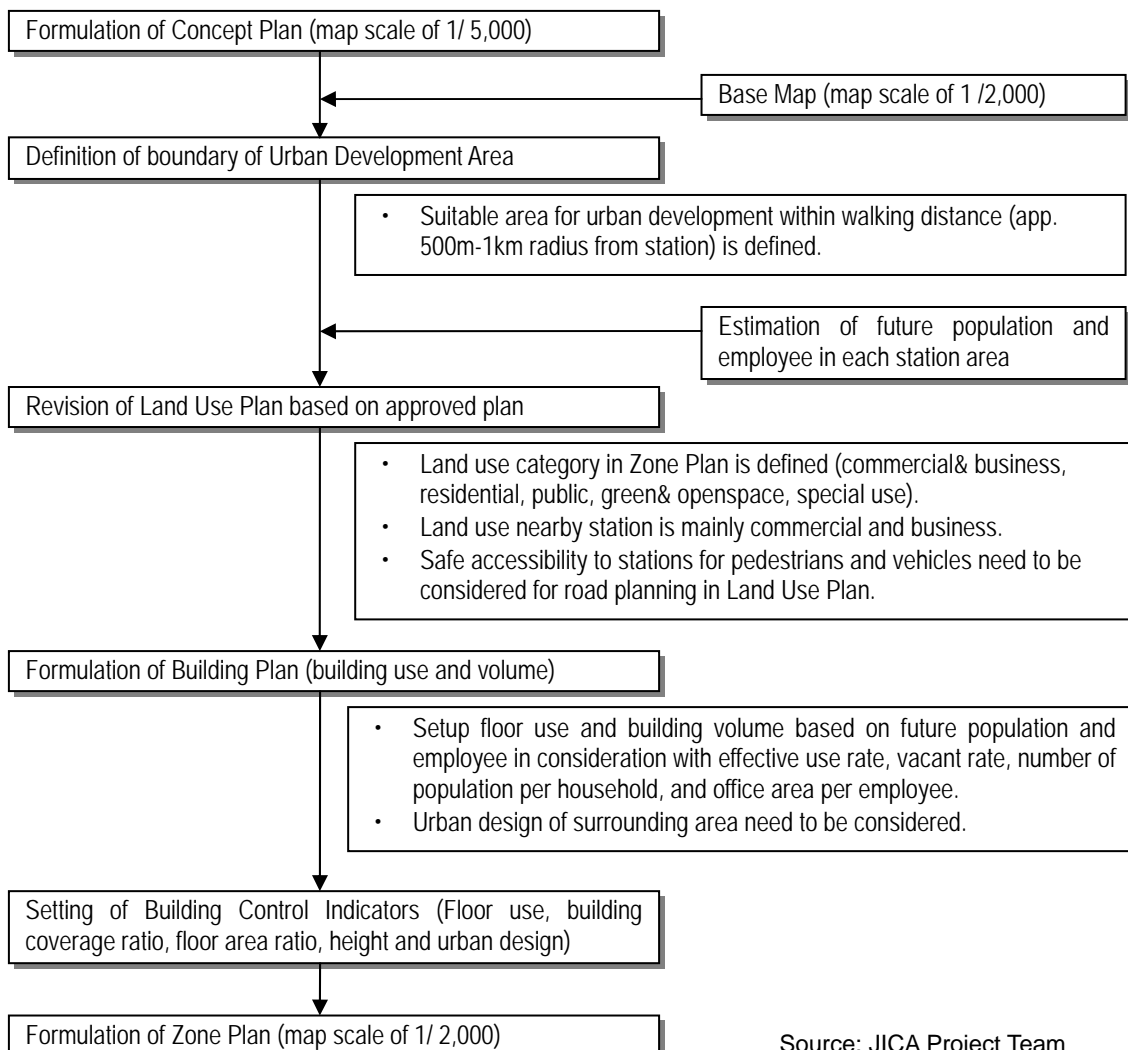 Formulation of Concept Plan (map scale of 1/ 5,000)
Base Map (map scale of 1 /2,000)
Definition of boundary of Urban Development Area
• Suitable area for urban development within walking distance (app.
500m-1km radius from station) is defined.
Estimation of future population and
employee in each station area
Revision of Land Use Plan based on approved plan
• Land use category in Zone Plan is defined (commercial& business,
residential, public, green& openspace, special use).
• Land use nearby station is mainly commercial and business.
• Safe accessibility to stations for pedestrians and vehicles need to be
considered for road planning in Land Use Plan.
Formulation of Building Plan (building use and volume)
• Setup floor use and building volume based on future population and
employee in consideration with effective use rate, vacant rate, number of
population per household, and office area per employee.
• Urban design of surrounding area need to be considered.
Setting of Building Control Indicators (Floor use, building
coverage ratio, floor area ratio, height and urban design)
Formulation of Zone Plan (map scale of 1/ 2,000)
Source: JICA Project Team